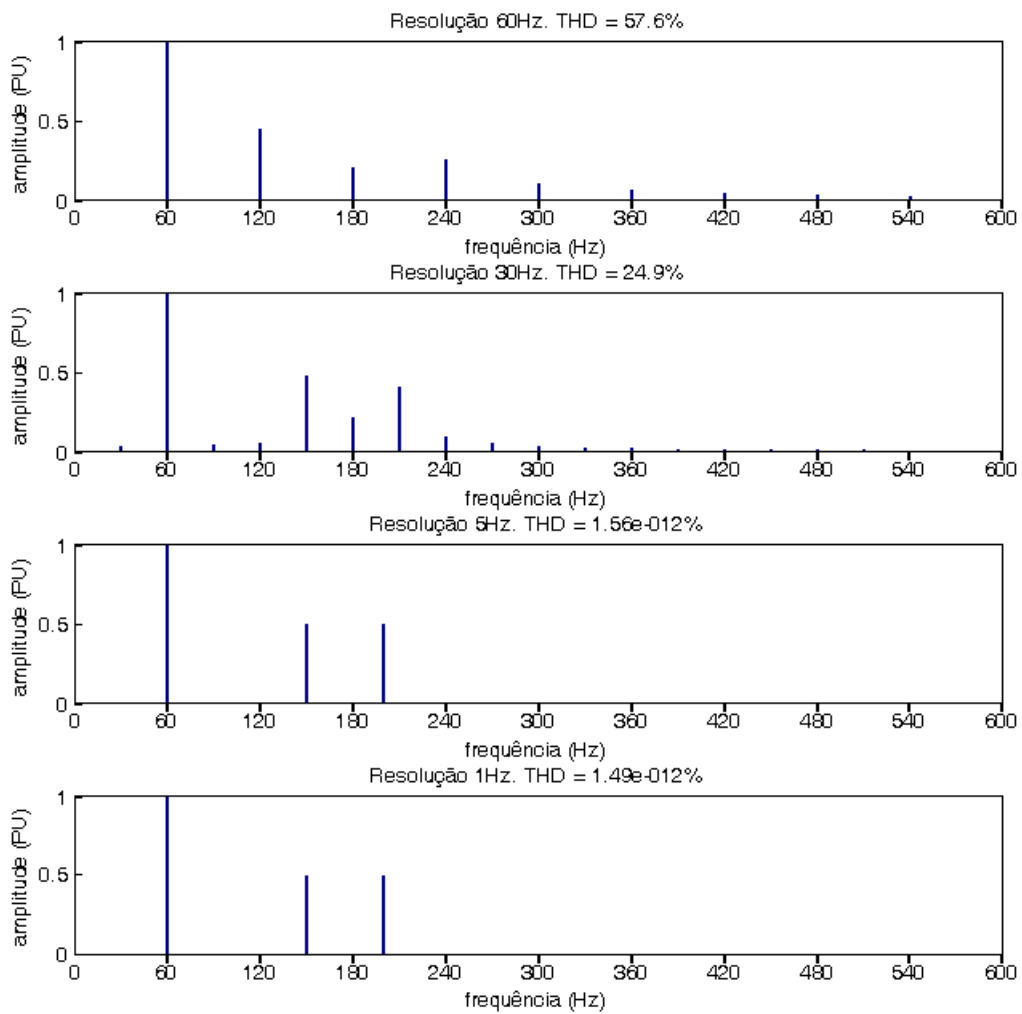 Resolução 60Hz. THD = 57.6%
amplitude (PU)
1
0.5
0
0 60 120 180 240 300 360 420 480 540 600
frequência (Hz)
Resolução 30Hz. THD = 24.9%
amplitude (PU)
1
0.5
0
0 60 120 180 240 300 360 420 480 540 600
frequência (Hz)
Resolução 5Hz. THD = 1.56e-012%
amplitude (PU)
1
0.5
0
0 60 120 180 240 300 360 420 480 540 600
frequência (Hz)
Resolução 1Hz. THD = 1.49e-012%
amplitude (PU)
1
0.5
0
0 60 120 180 240 300 360 420 480 540 600
frequência (Hz)